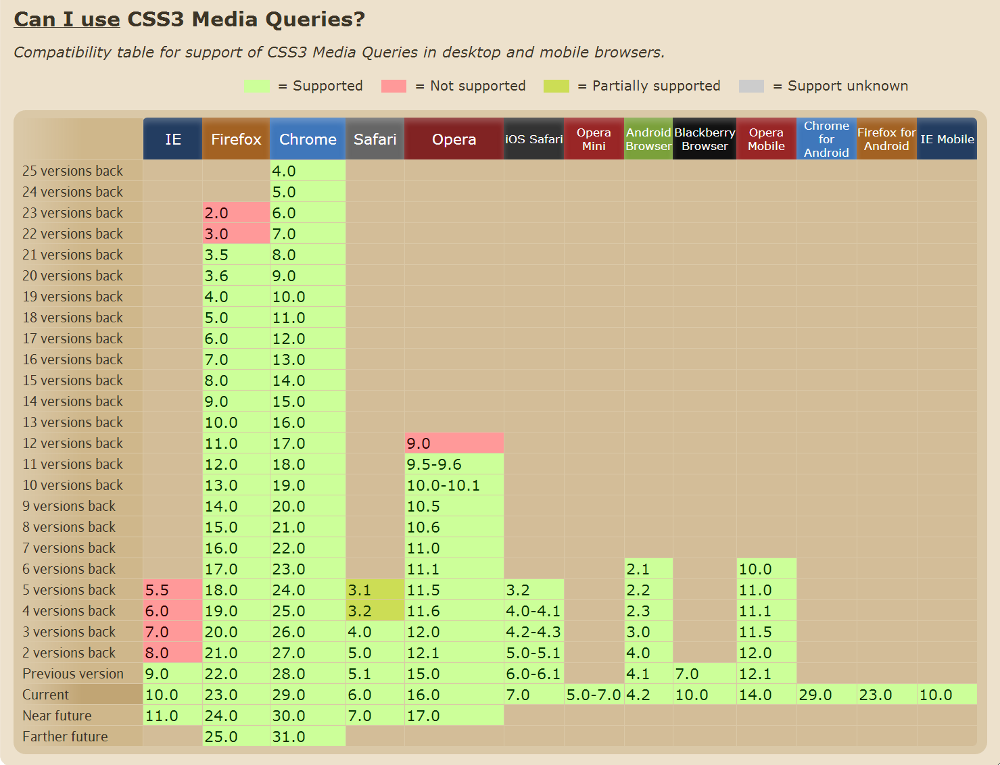 Can I use CSS3 Media Queries?
Compatibility table for support of CSS3 Media Queries in desktop and mobile browsers.
= Supported = Not supported = Partially supported = Support unknown
IE Firefox Chrome Safari Opera iOS Safari Opera Mini Android Browser Blackberry Browser Opera Mobile Chrome for Android Firefox for Android IE Mobile
25 versions back 4.0
24 versions back 5.0
23 versions back 2.0 6.0
22 versions back 3.0 7.0
21 versions back 3.5 8.0
20 versions back 3.6 9.0
19 versions back 4.0 10.0
18 versions back 5.0 11.0
17 versions back 6.0 12.0
16 versions back 7.0 13.0
15 versions back 8.0 14.0
14 versions back 9.0 15.0
13 versions back 10.0 16.0
12 versions back 11.0 17.0 9.0
11 versions back 12.0 18.0 9.5-9.6
10 versions back 13.0 19.0 10.0-10.1
9 versions back 14.0 20.0 10.5
8 versions back 15.0 21.0 10.6
7 versions back 16.0 22.0 11.0
6 versions back 17.0 23.0 11.1 2.1 10.0
5 versions back 5.5 18.0 24.0 3.1 11.5 3.2 2.2 11.0
4 versions back 6.0 19.0 25.0 3.2 11.6 4.0-4.1 2.3 11.1
3 versions back 7.0 20.0 26.0 4.0 12.0 4.2-4.3 3.0 11.5
2 versions back 8.0 21.0 27.0 5.0 12.1 5.0-5.1 4.0 12.0
Previous version 9.0 22.0 28.0 5.1 15.0 6.0-6.1 4.1 7.0 12.1
Current 10.0 23.0 29.0 6.0 16.0 7.0 5.0-7.0 4.2 10.0 14.0 29.0 23.0 10.0
Near future 11.0 24.0 30.0 7.0 17.0
Farther future 25.0 31.0